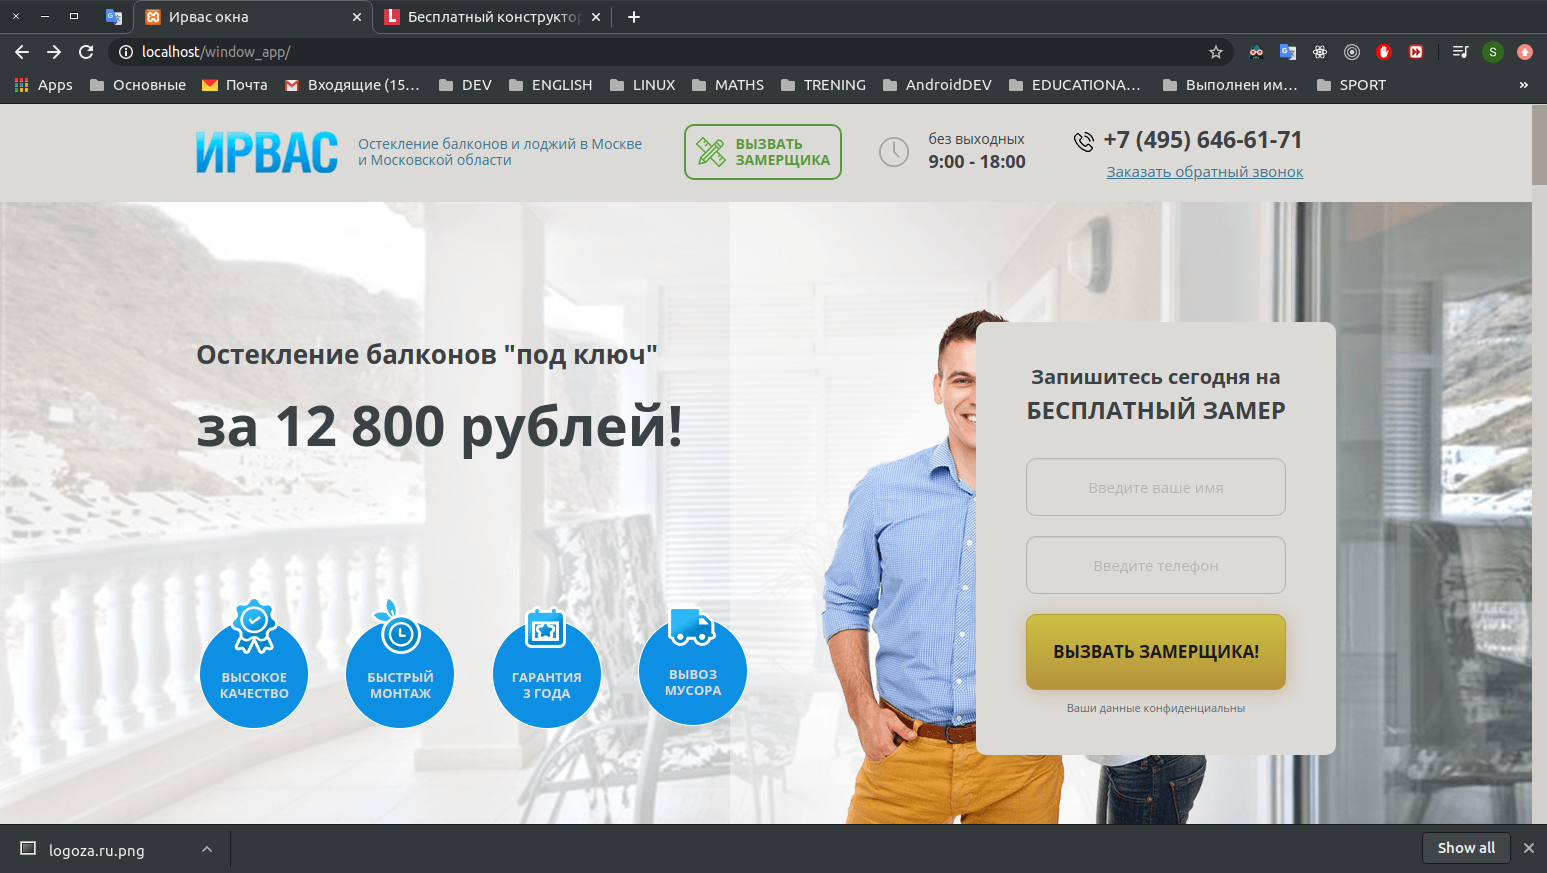 Ирвас окна
Бесплатный конструктор
localhost/window_app/
S
Apps
Основные
Почта
Входящие (15…
DEV
ENGLISH
LINUX
MATHS
TRENING
AndroidDEV
EDUCATIONA…
Выполнен им…
SPORT
»
ИРВАС
Остекление балконов и лоджий в Москве
и Московской области
ВЫЗВАТЬ
ЗАМЕРЩИКА
без выходных
9:00 - 18:00
+7 (495) 646-61-71
Заказать обратный звонок
Остекление балконов "под ключ"
за 12 800 рублей!
Запишитесь сегодня на
БЕСПЛАТНЫЙ ЗАМЕР
Введите ваше имя
Введите телефон
ВЫЗВАТЬ ЗАМЕРЩИКА!
Ваши данные конфиденциальны
ВЫСОКОЕ
КАЧЕСТВО
БЫСТРЫЙ
МОНТАЖ
ГАРАНТИЯ
3 ГОДА
ВЫВОЗ
МУСОРА
logoza.ru.png
Show all